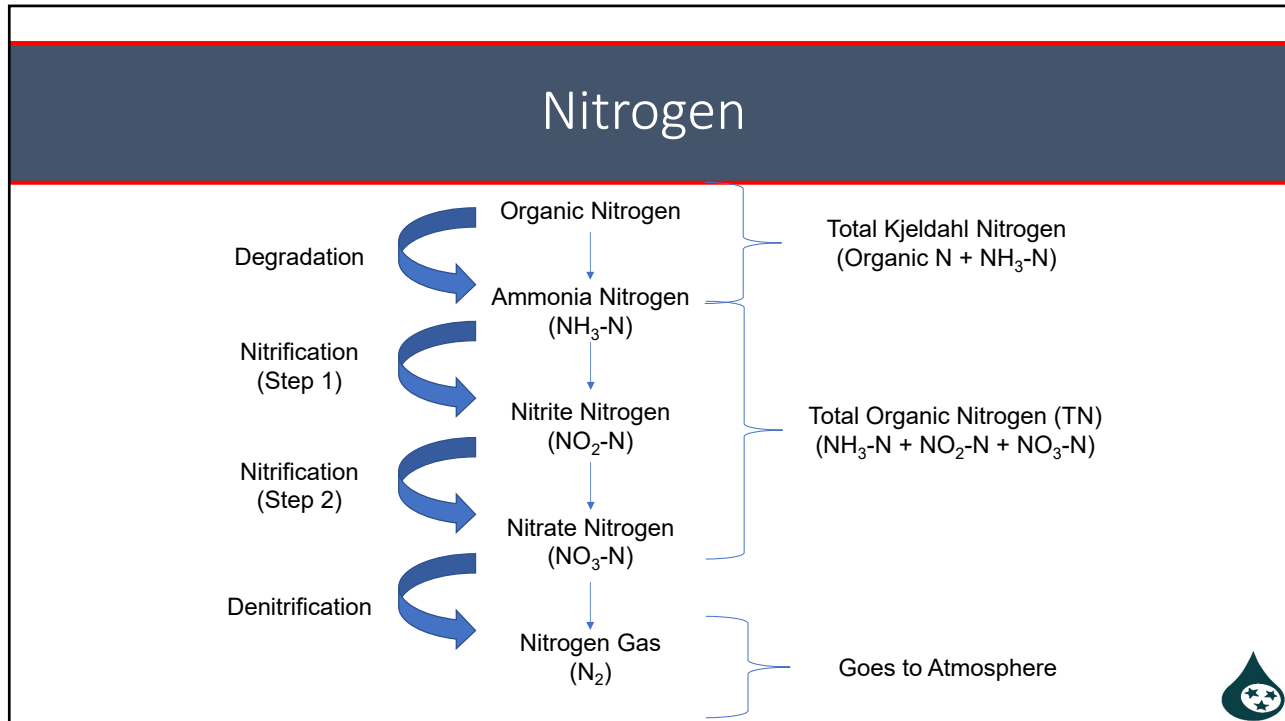 Nitrogen
Organic Nitrogen
Degradation
Ammonia Nitrogen
(NH₃-N)
Nitrification
(Step 1)
Nitrite Nitrogen
(NO₂-N)
Nitrification
(Step 2)
Nitrate Nitrogen
(NO₃-N)
Denitrification
Nitrogen Gas
(N₂)
Total Kjeldahl Nitrogen
(Organic N + NH₃-N)
Total Organic Nitrogen (TN)
(NH₃-N + NO₂-N + NO₃-N)
Goes to Atmosphere